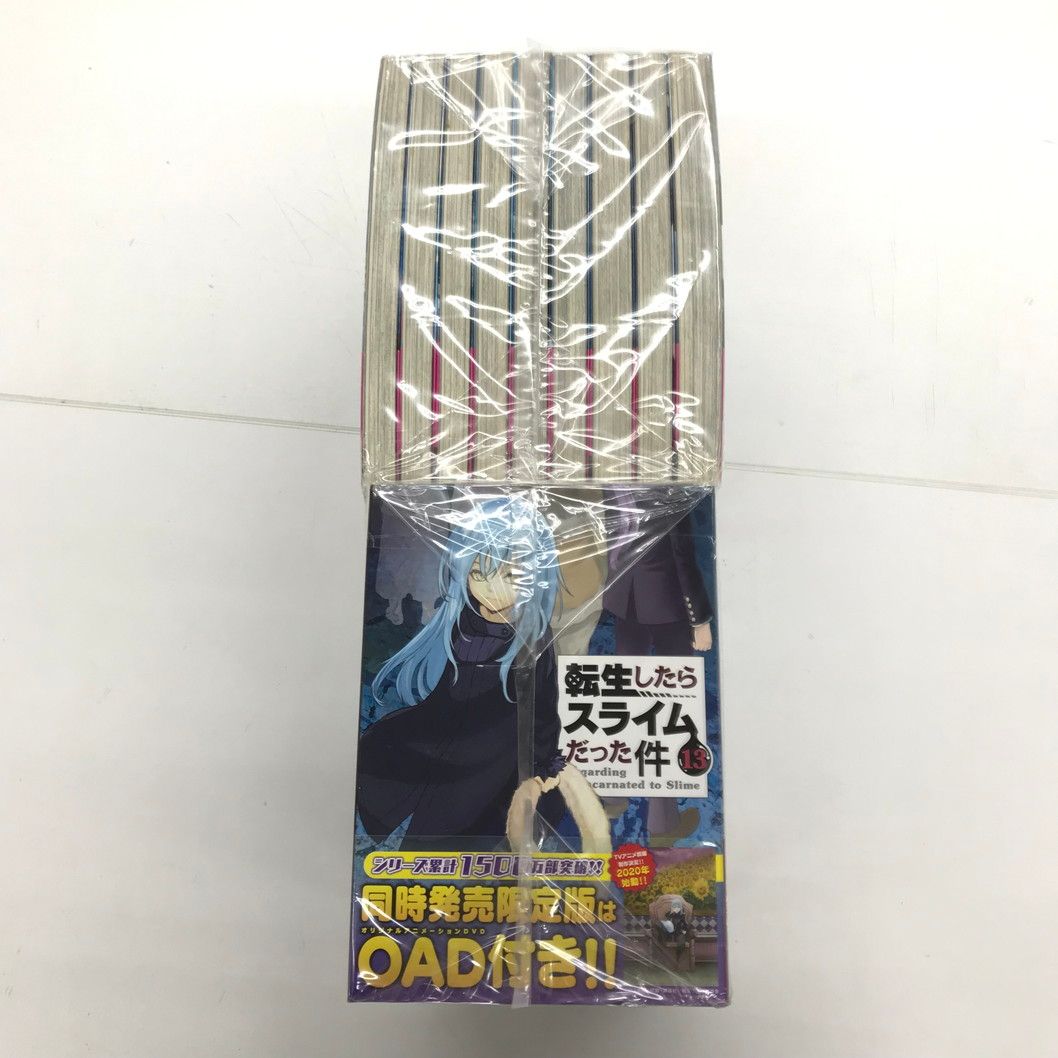 転生したら
スライム
だった件 13
garding
carnated to Slime
シリーズ累計150万部突破!!
TVアニメ
2020年
始動!!
同時発売限定版は
オリジナルアニメーションDVD
OAD付き!!